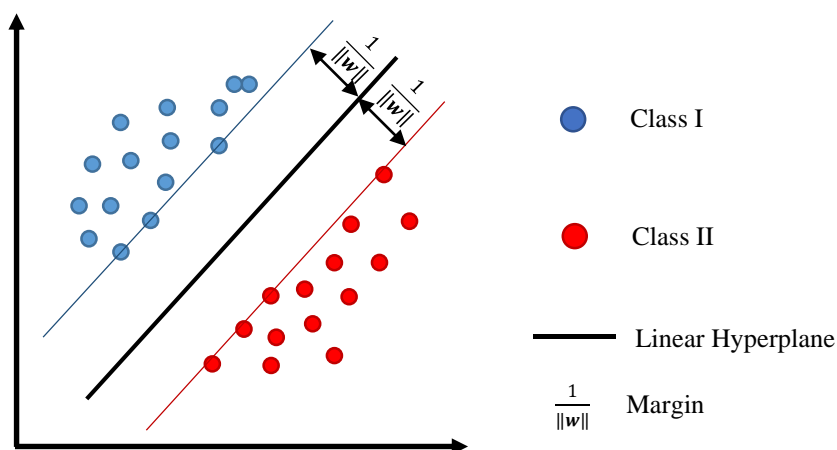 1
‖w‖
1
‖w‖
Class I
Class II
Linear Hyperplane
1
‖w‖ Margin